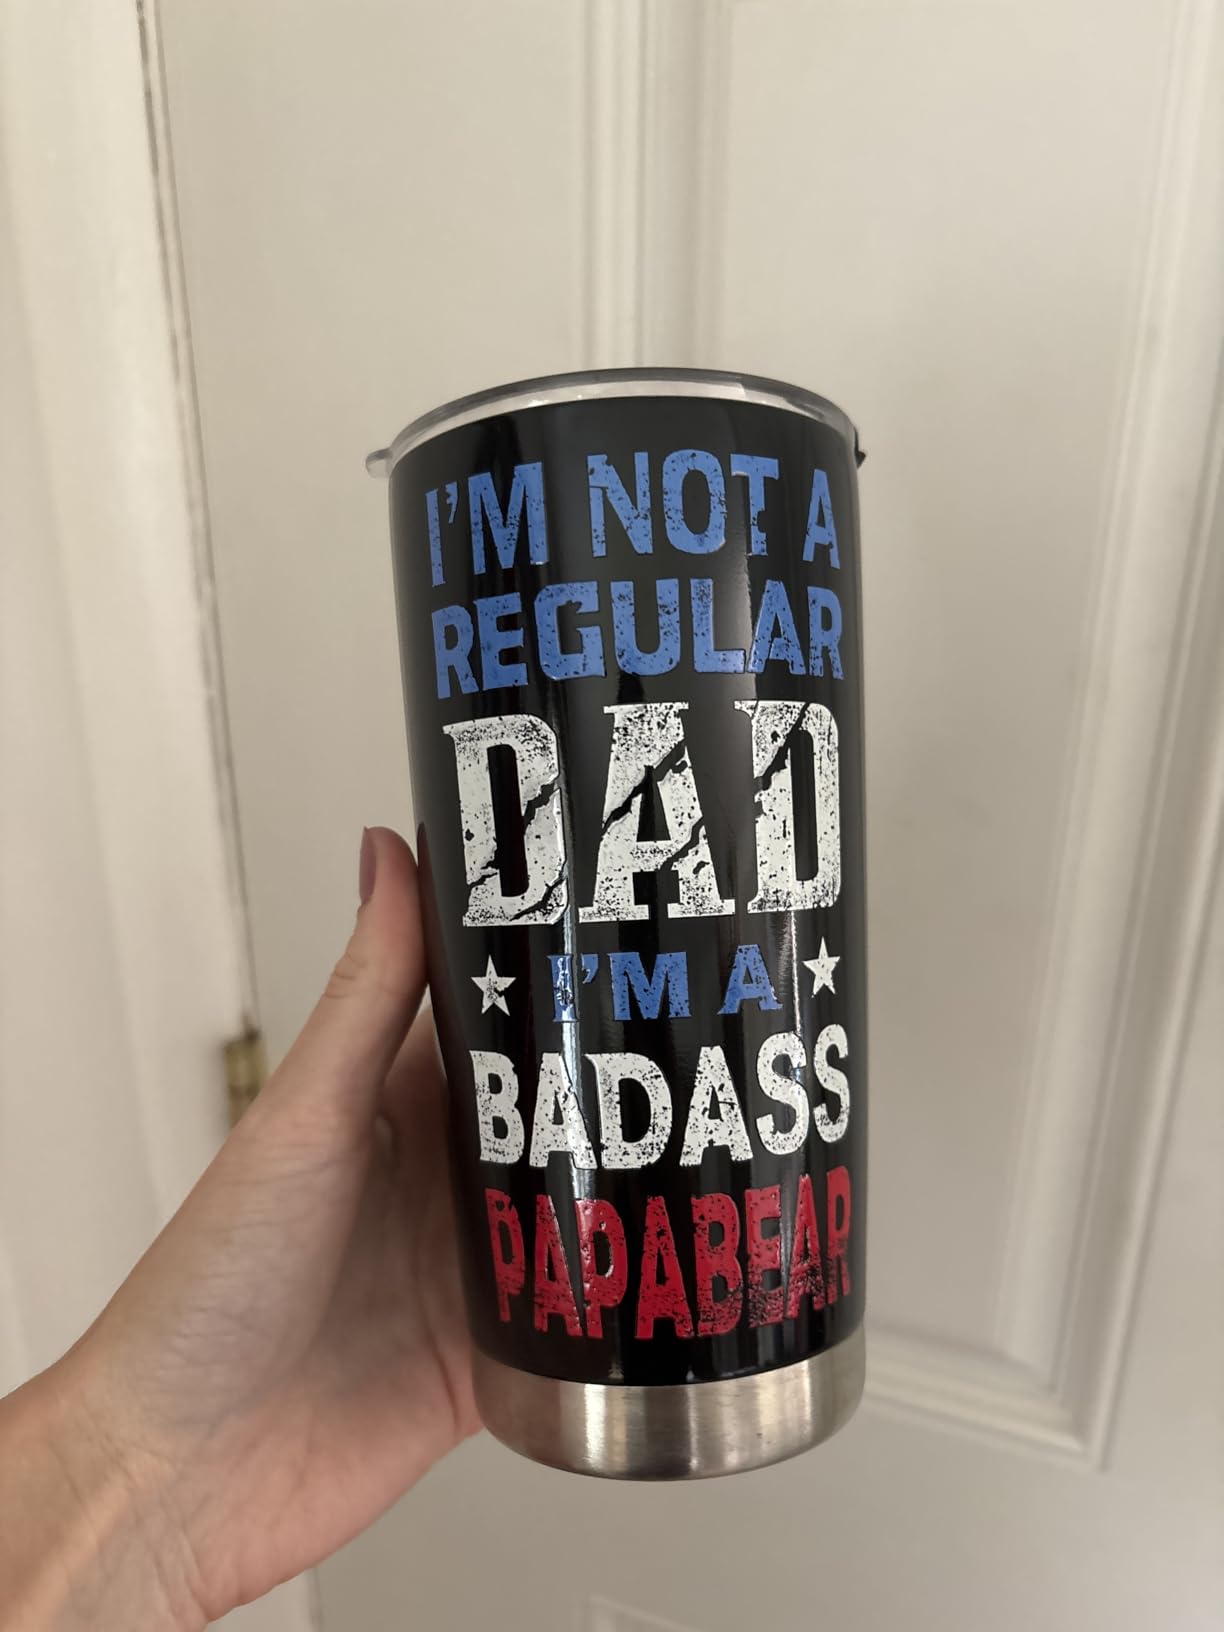 I'M NOT A
REGULAR
DAD
I'M A
BADASS
PAPABEAR